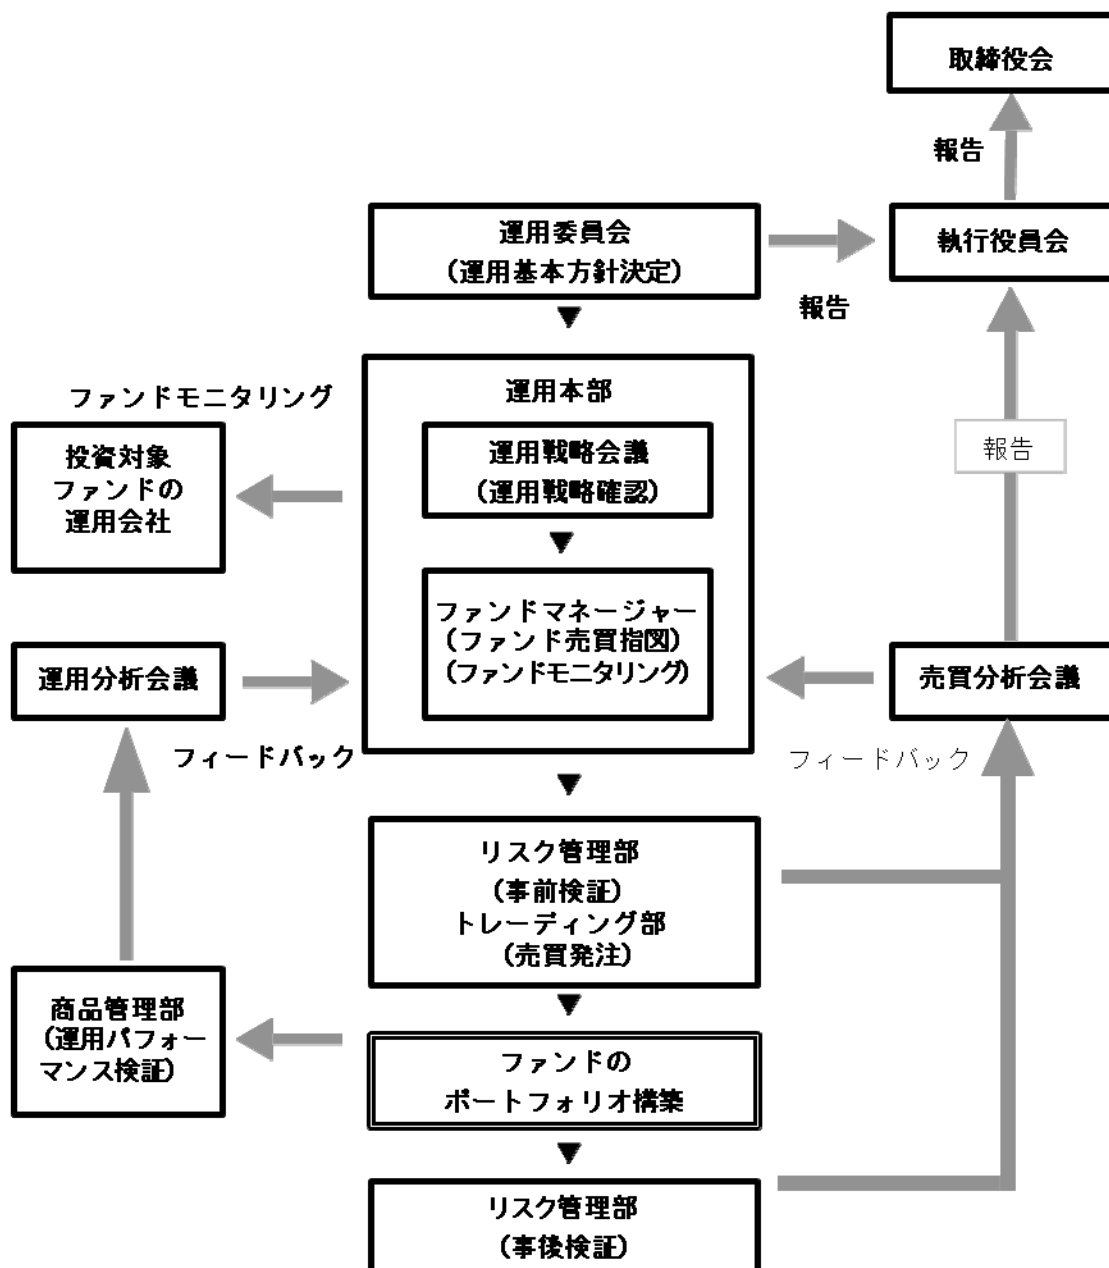 取締役会
報告
運用委員会
(運用基本方針決定)
執行役員会
報告
運用本部
ファンドモニタリング
投資対象
ファンドの
運用会社
運用戦略会議
(運用戦略確認)
報告
ファンドマネージャー
(ファンド売買指図)
(ファンドモニタリング)
運用分析会議
売買分析会議
フィードバック
フィードバック
リスク管理部
(事前検証)
トレーディング部
(売買発注)
商品管理部
(運用パフォー
マンス検証)
ファンドの
ポートフォリオ構築
リスク管理部
(事後検証)